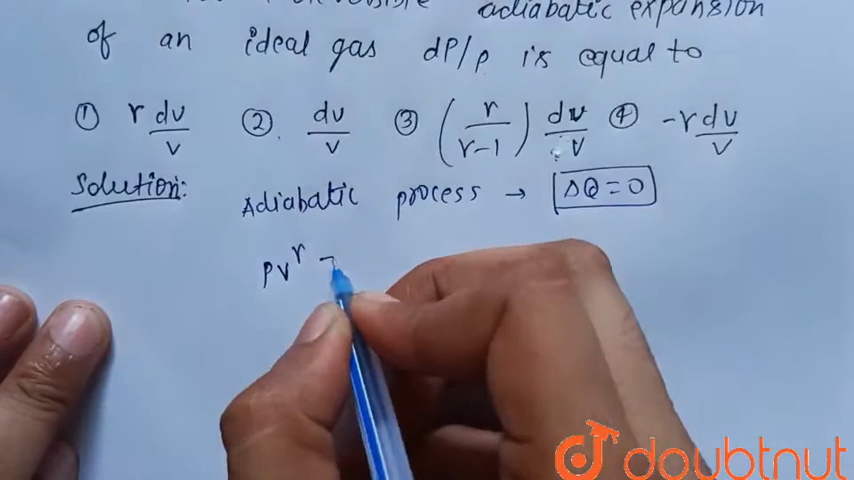 adiabatic expansion
of an ideal gas dP/P is equal to
① r dv/v ② dv/v ③ (r/r-1) dv/v ④ -r dv/v
Solution: Adiabatic process → ΔQ = 0
PV^r =
doubtnut